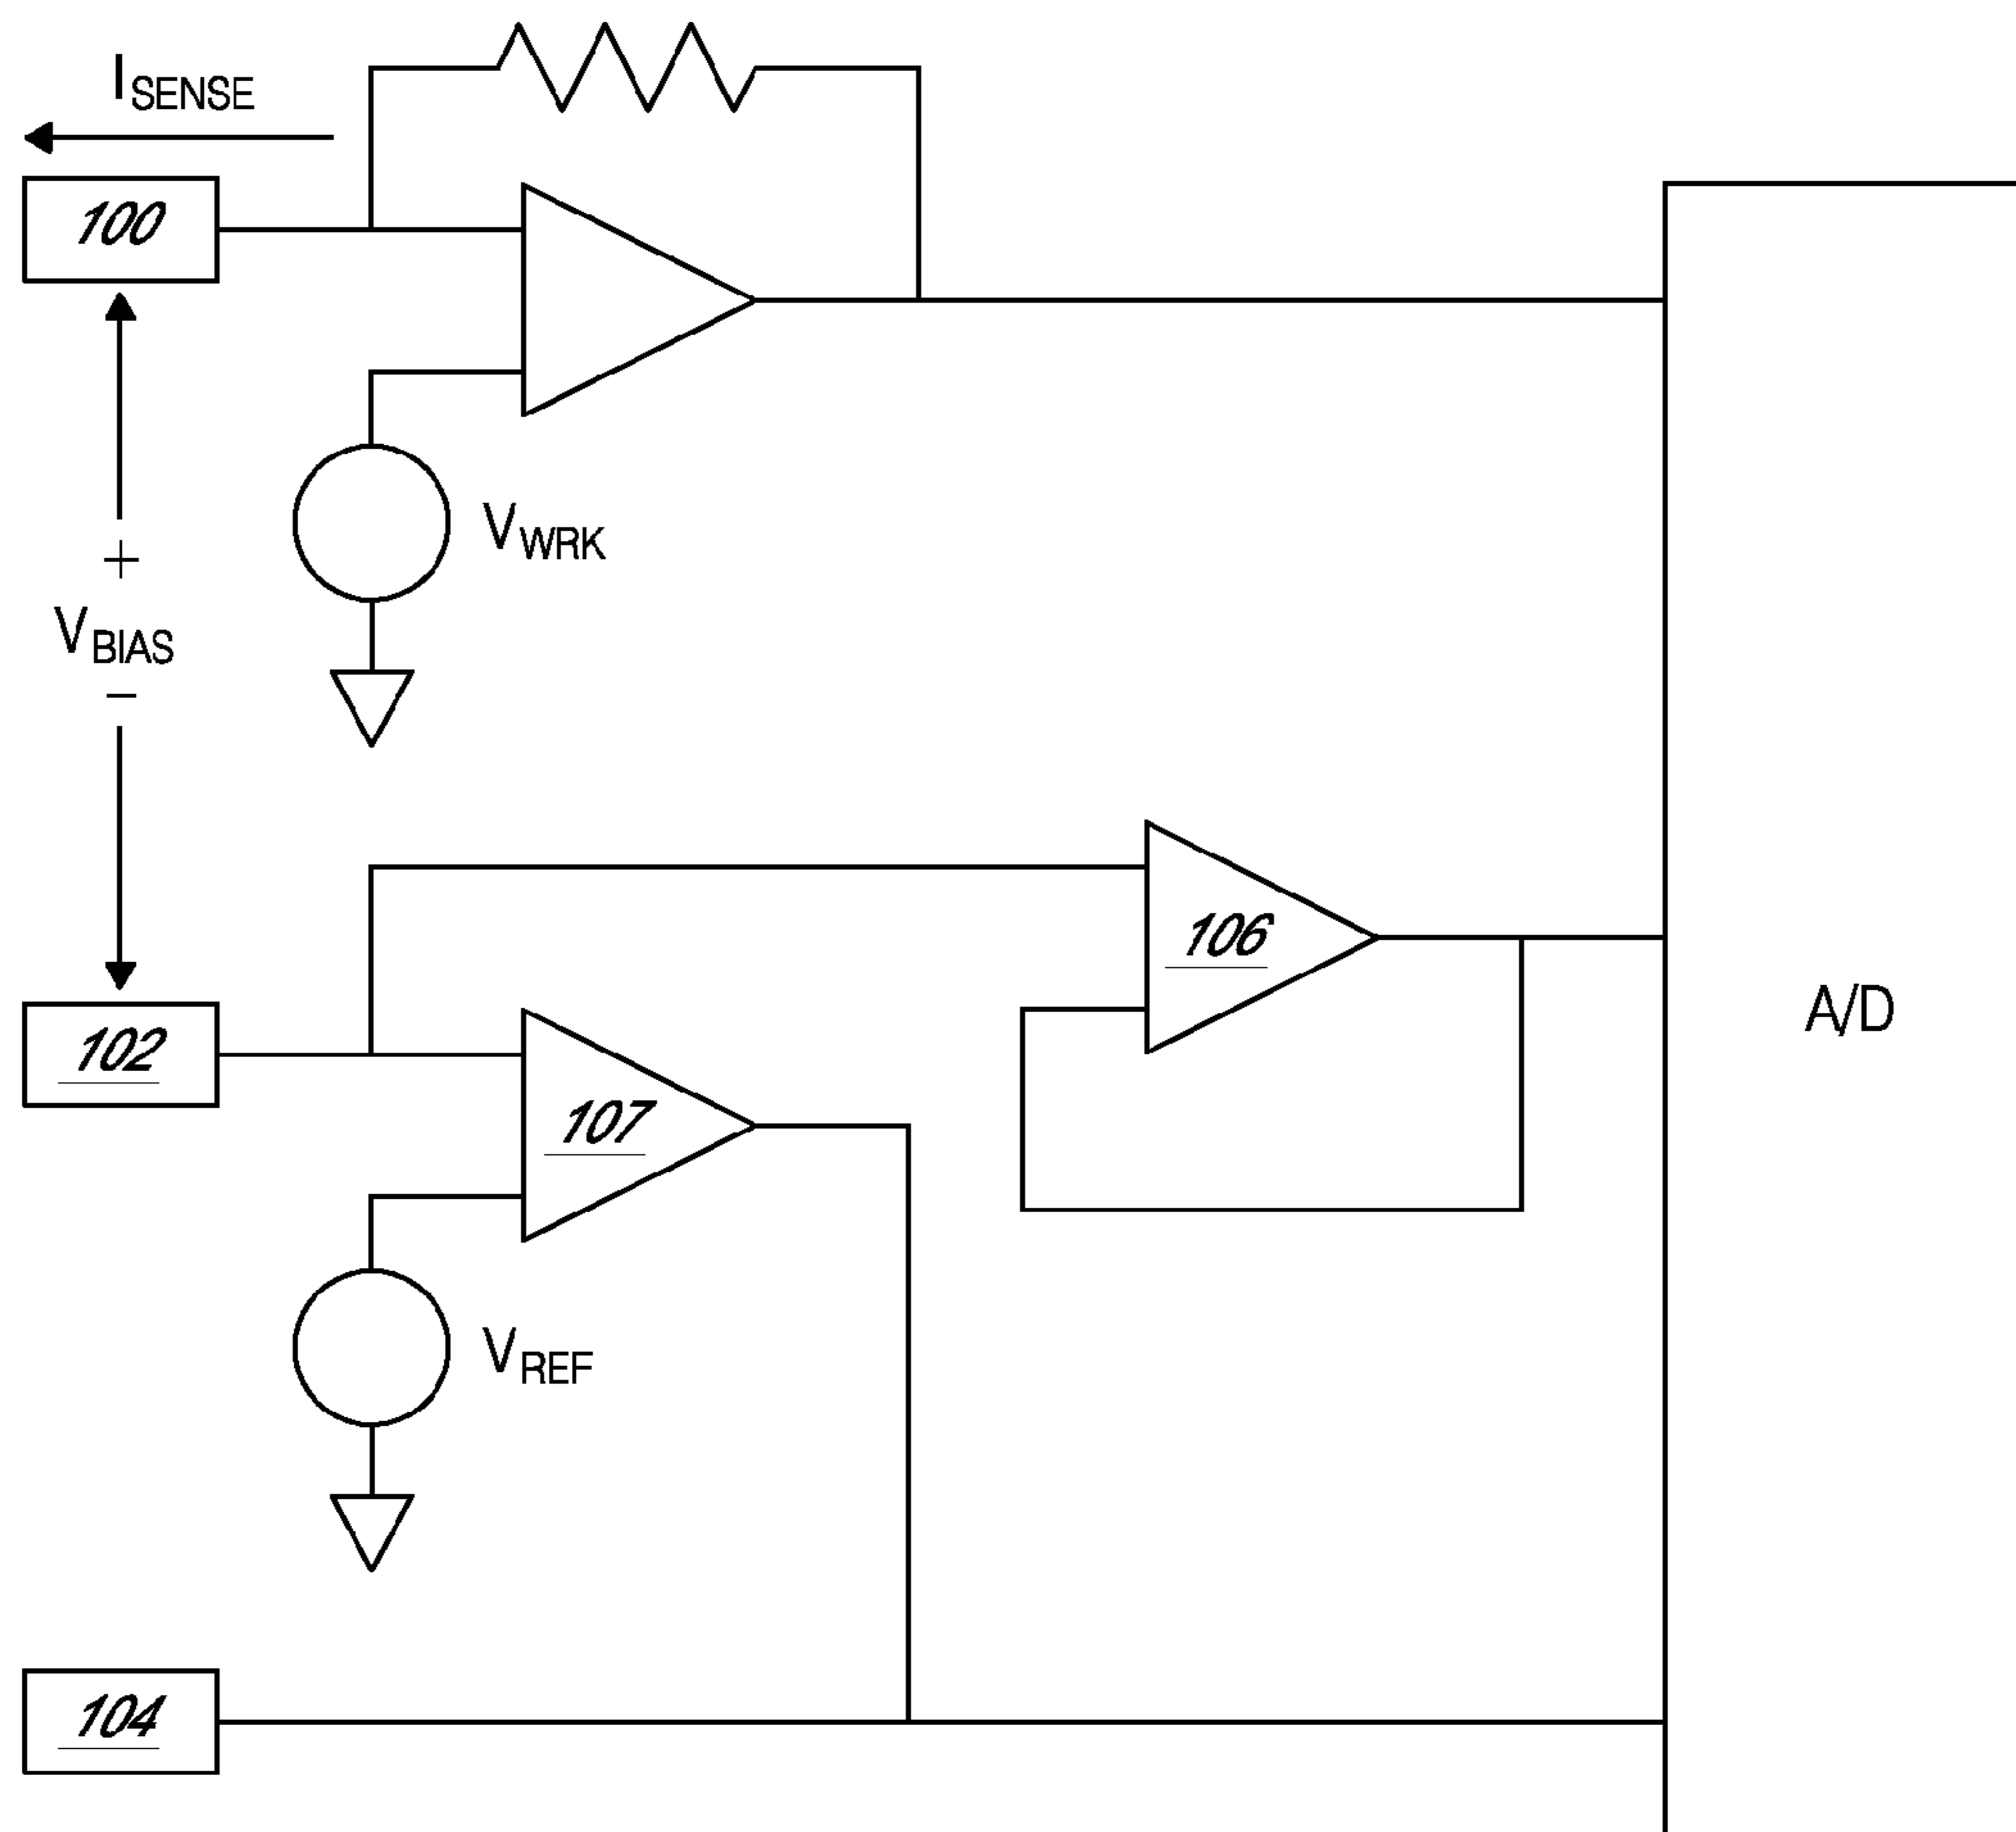 ISENSE
100
VWRK
+
VBIAS
–
106
A/D
102
107
VREF
104